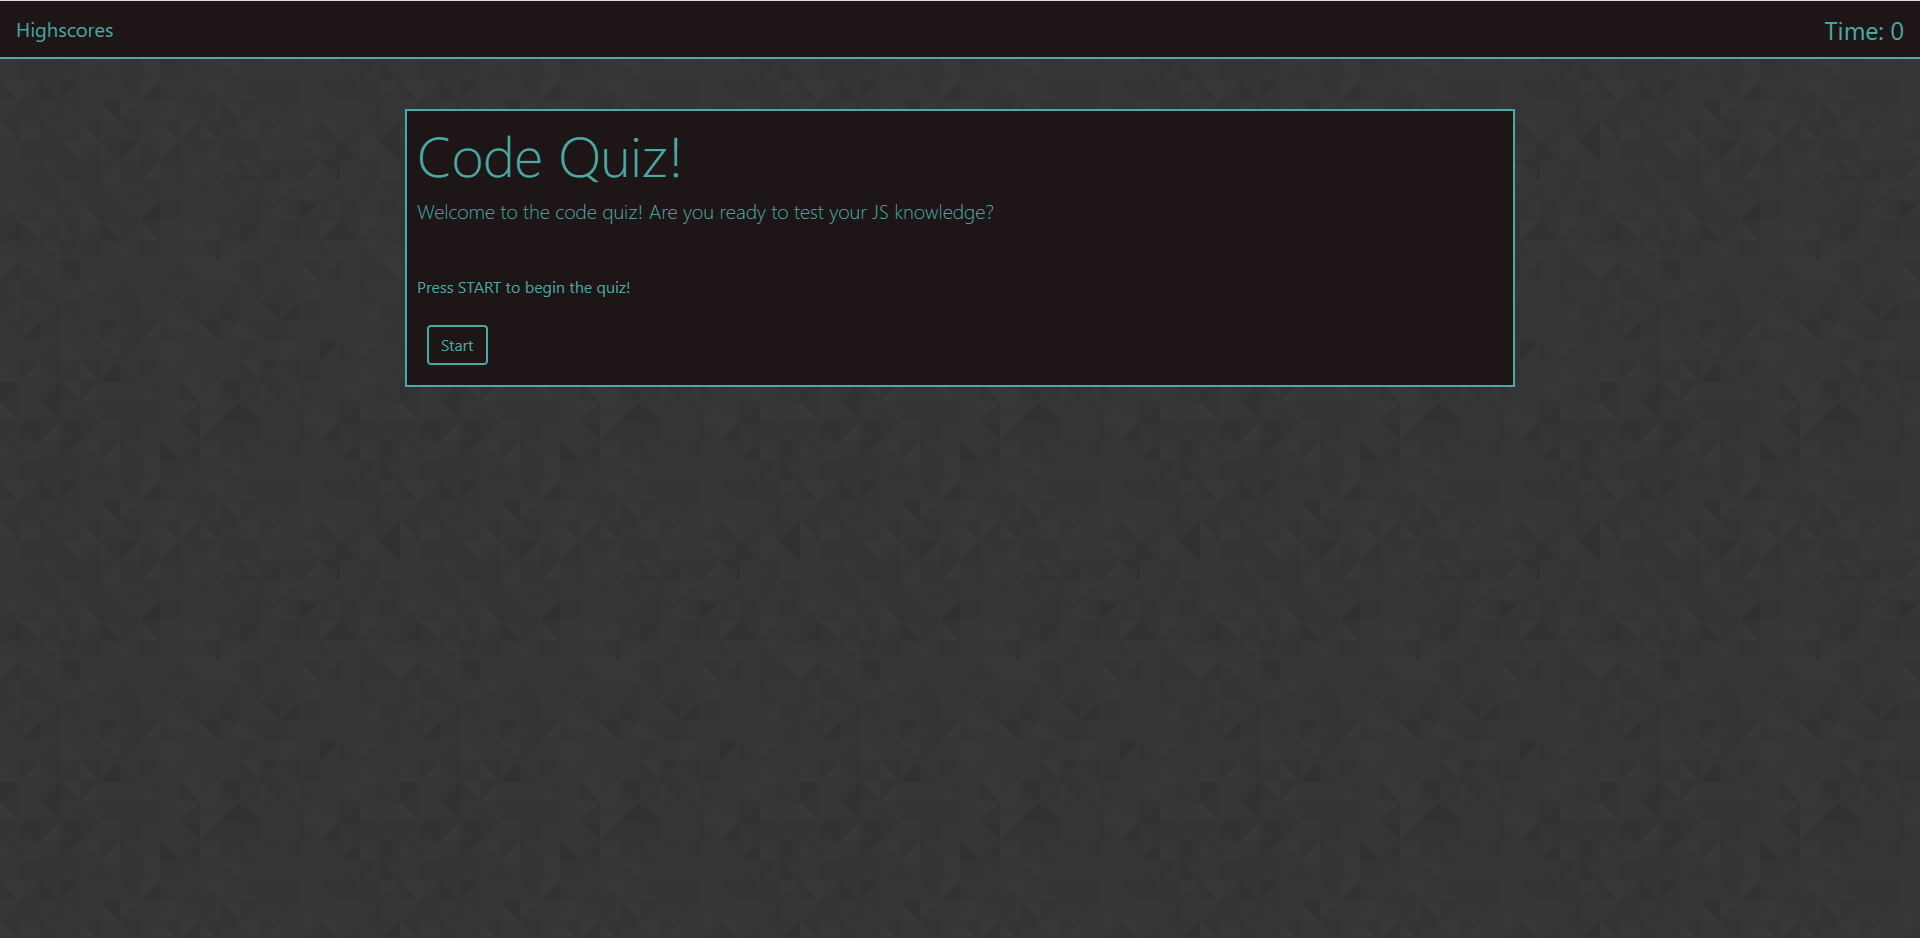 Highscores
Time: 0
Code Quiz!
Welcome to the code quiz! Are you ready to test your JS knowledge?
Press START to begin the quiz!
Start